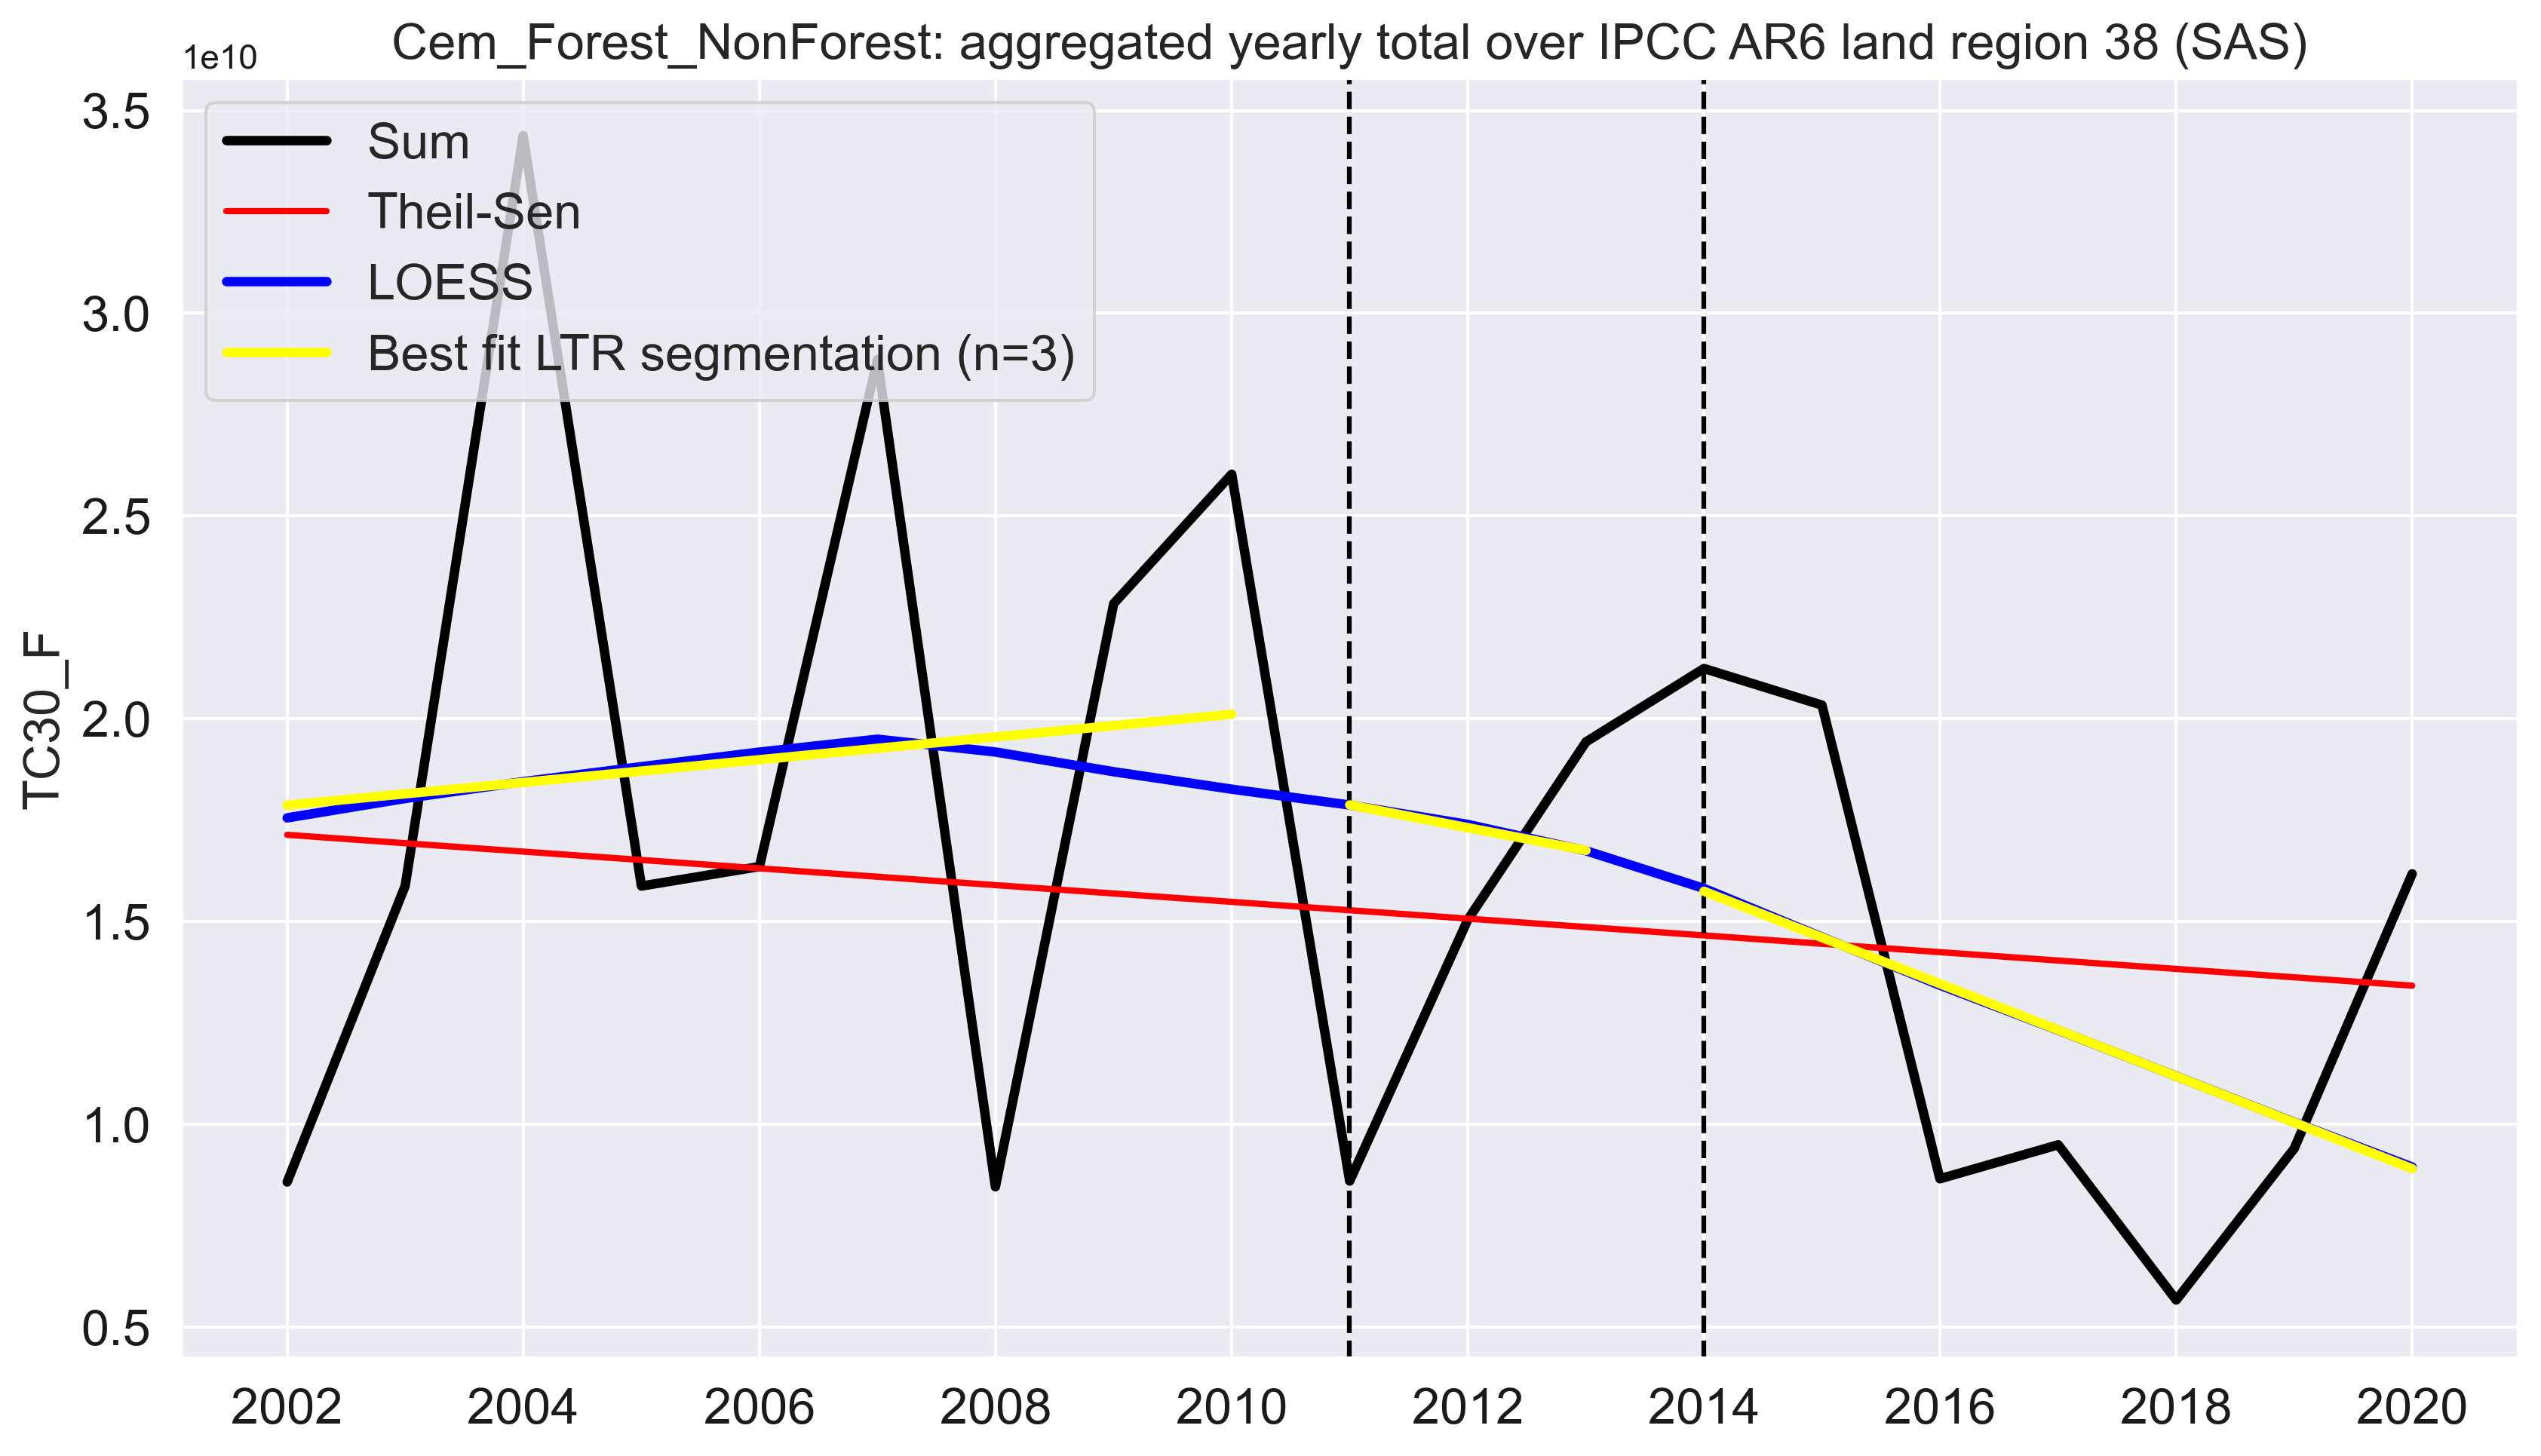 Cem_Forest_NonForest: aggregated yearly total over IPCC AR6 land region 38 (SAS)
1e10
3.5
3.0
2.5
2.0
1.5
1.0
0.5
TC30_F
Sum
Theil-Sen
LOESS
Best fit LTR segmentation (n=3)
2002 2004 2006 2008 2010 2012 2014 2016 2018 2020